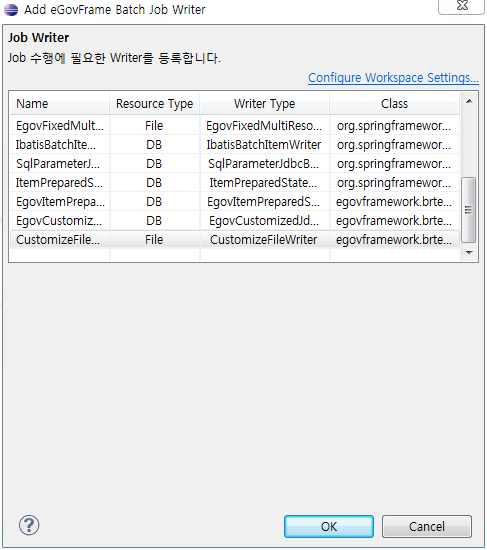 Add eGovFrame Batch Job Writer
Job Writer
Job 수행에 필요한 Writer를 등록합니다.
Configure Workspace Settings...
Name Resource Type Writer Type Class
EgovFixedMult... File EgovFixedMultiReso... org.springframewor...
IbatisBatchIte... DB IbatisBatchItemWriter org.springframewor...
SqlParameterJ... DB SqlParameterJdbcB... org.springframewor...
ItemPreparedS... DB ItemPreparedState... org.springframewor...
EgovItemPrepa... DB EgovItemPreparedS... egovframework.brte...
EgovCustomiz... DB EgovCustomizedJd... egovframework.brte...
CustomizeFile... File CustomizeFileWriter egovframework.brte...
? OK Cancel